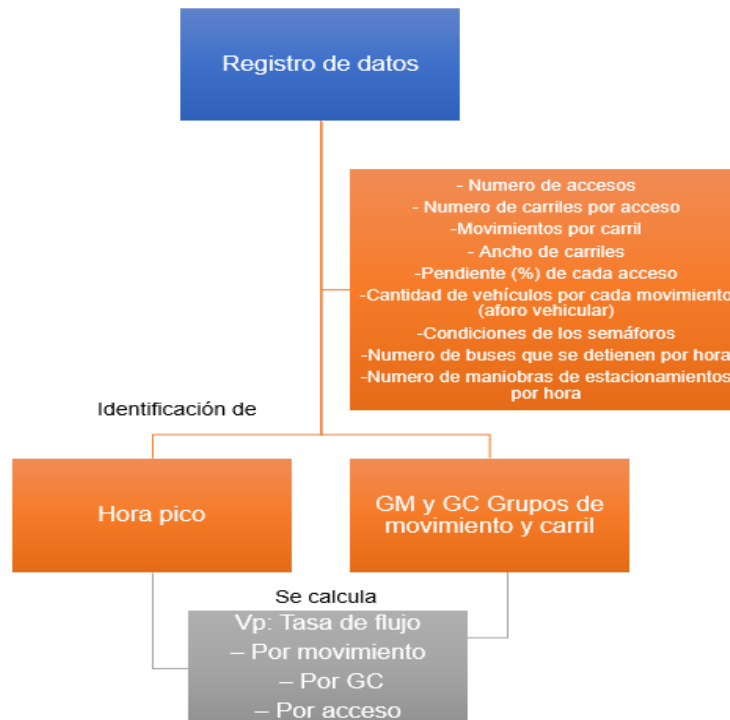 Registro de datos
- Numero de accesos
- Numero de carriles por acceso
-Movimientos por carril
- Ancho de carriles
-Pendiente (%) de cada acceso
-Cantidad de vehículos por cada movimiento
(aforo vehicular)
-Condiciones de los semáforos
-Numero de buses que se detienen por hora
-Numero de maniobras de estacionamientos
por hora
Identificación de
Hora pico
GM y GC Grupos de
movimiento y carril
Se calcula
Vp: Tasa de flujo
– Por movimiento
– Por GC
– Por acceso